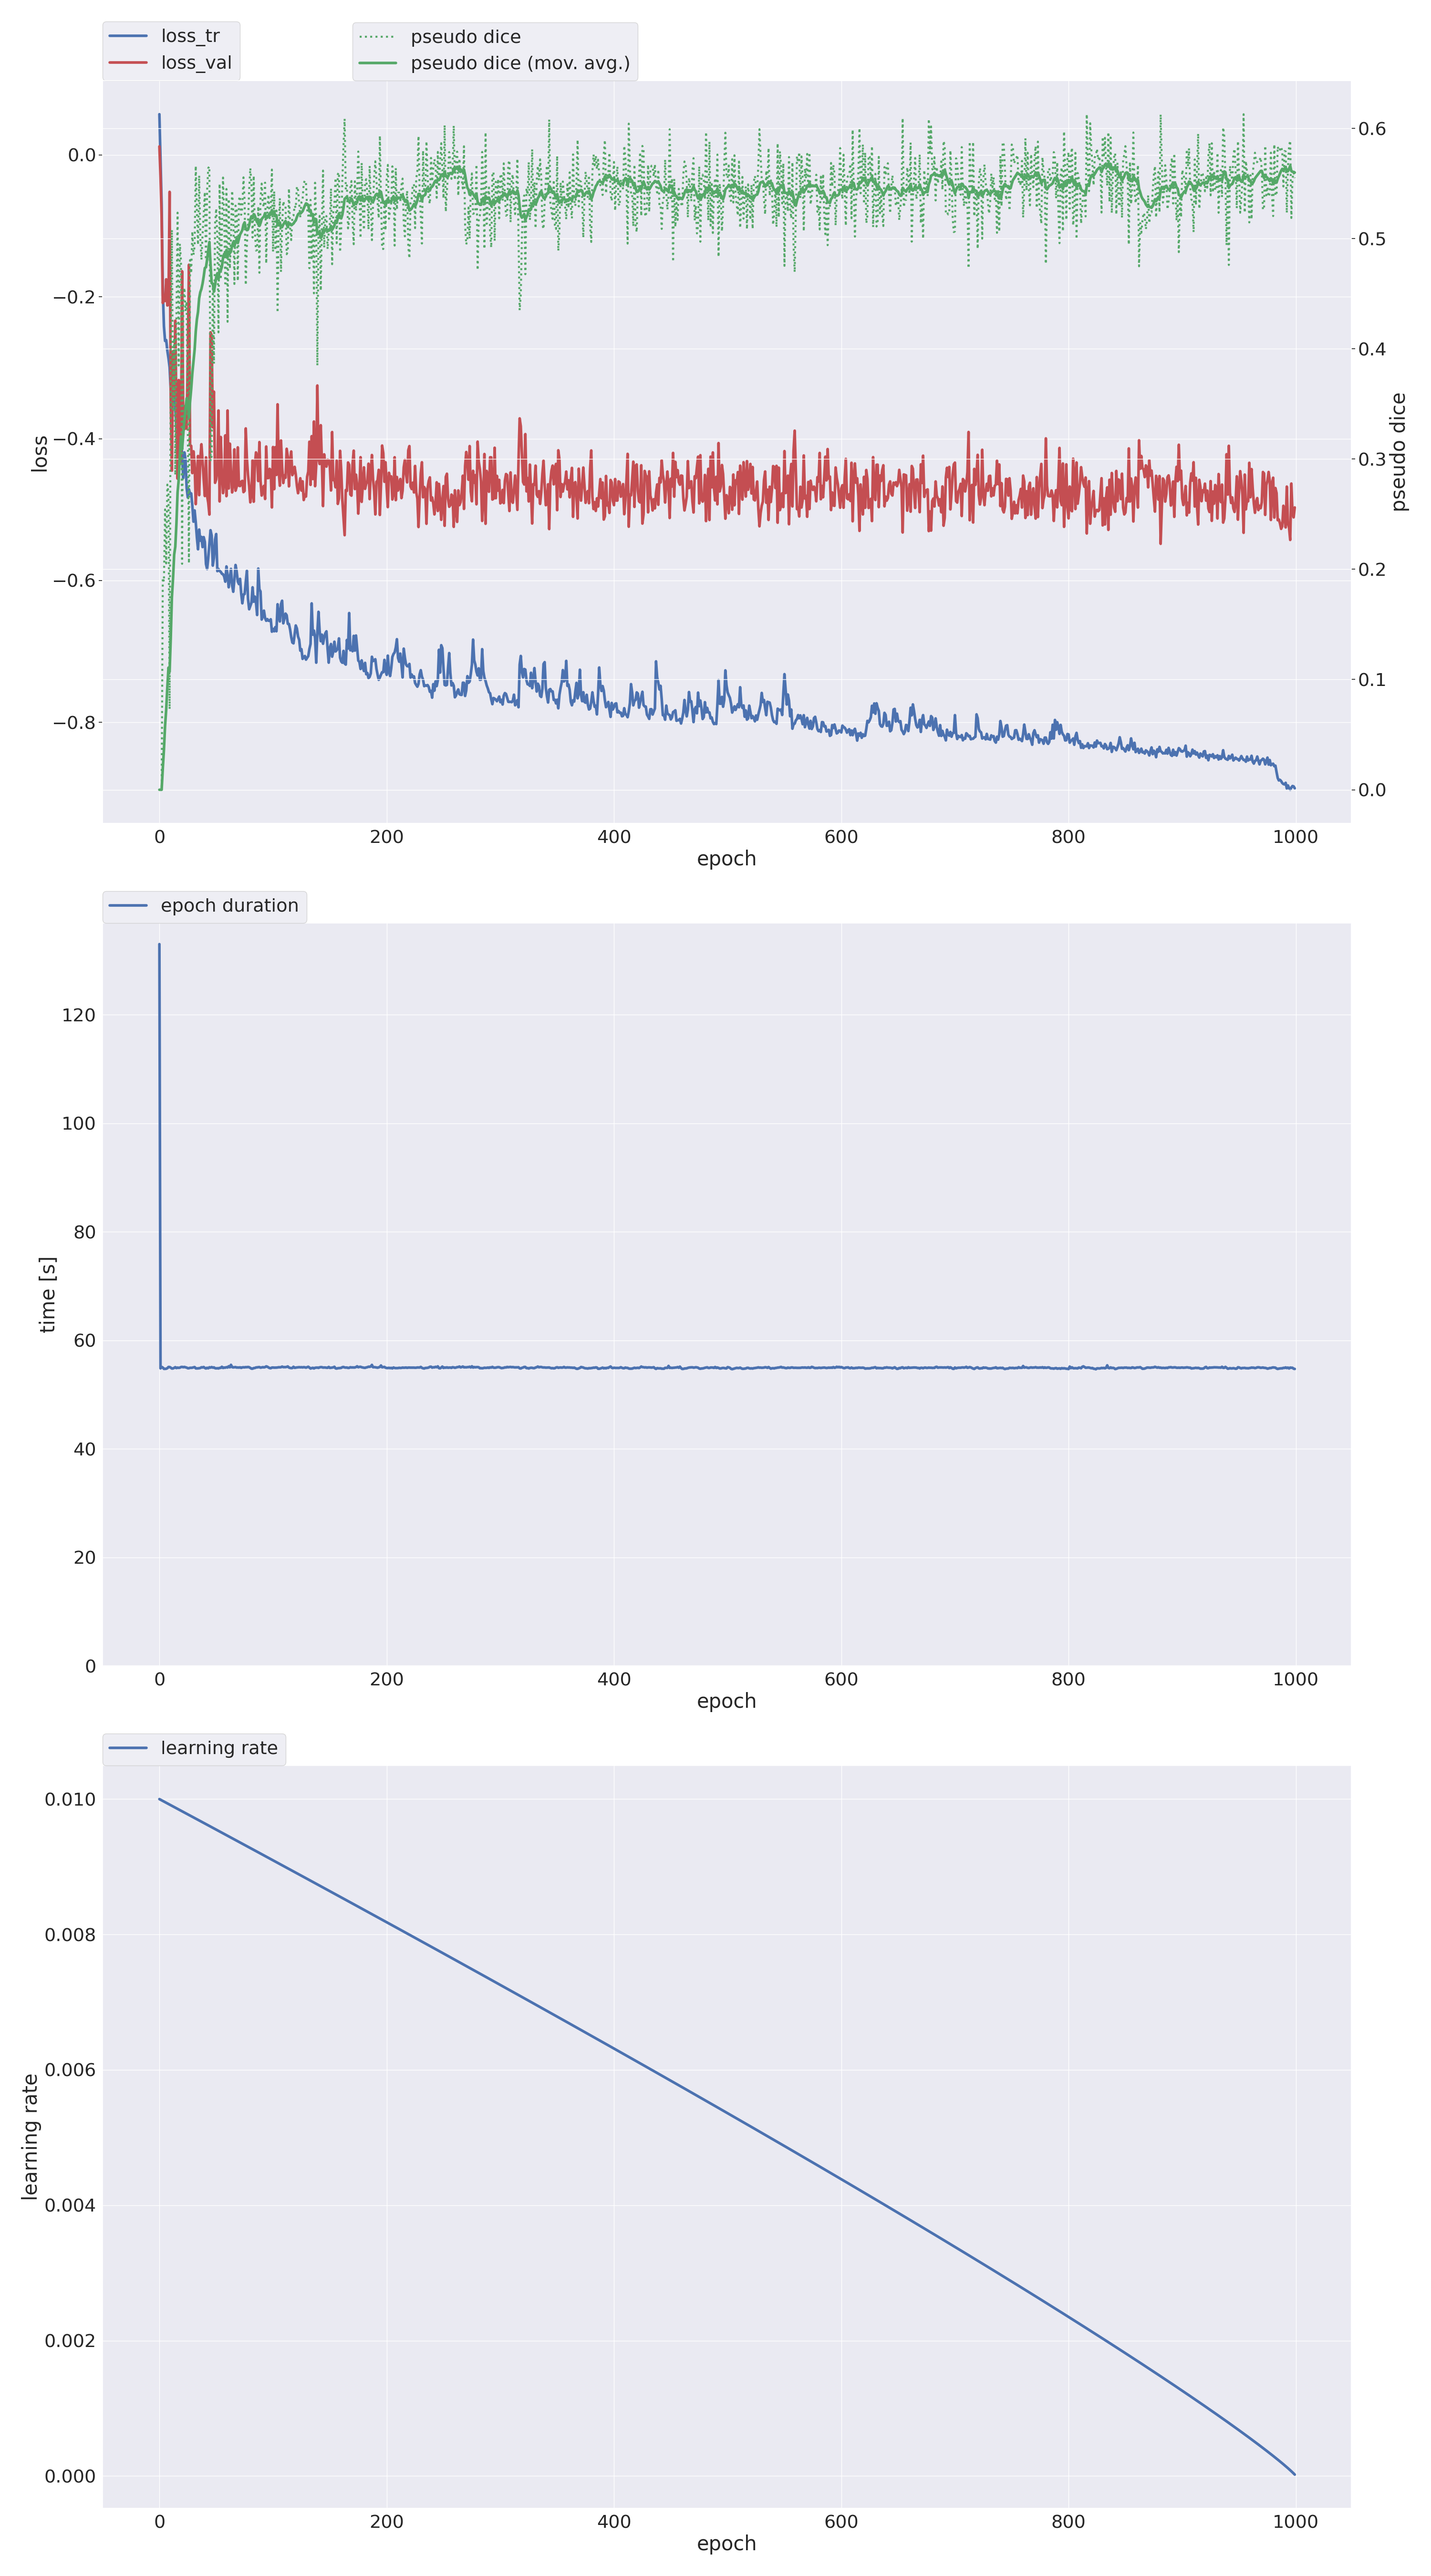 loss_tr
loss_val
pseudo dice
pseudo dice (mov. avg.)
0.0
−0.2
−0.4
−0.6
−0.8
loss
0.6
0.5
0.4
0.3
0.2
0.1
0.0
pseudo dice
0 200 400 600 800 1000
epoch
epoch duration
120
100
80
60
40
20
0
time [s]
0 200 400 600 800 1000
epoch
learning rate
0.010
0.008
0.006
0.004
0.002
0.000
learning rate
0 200 400 600 800 1000
epoch